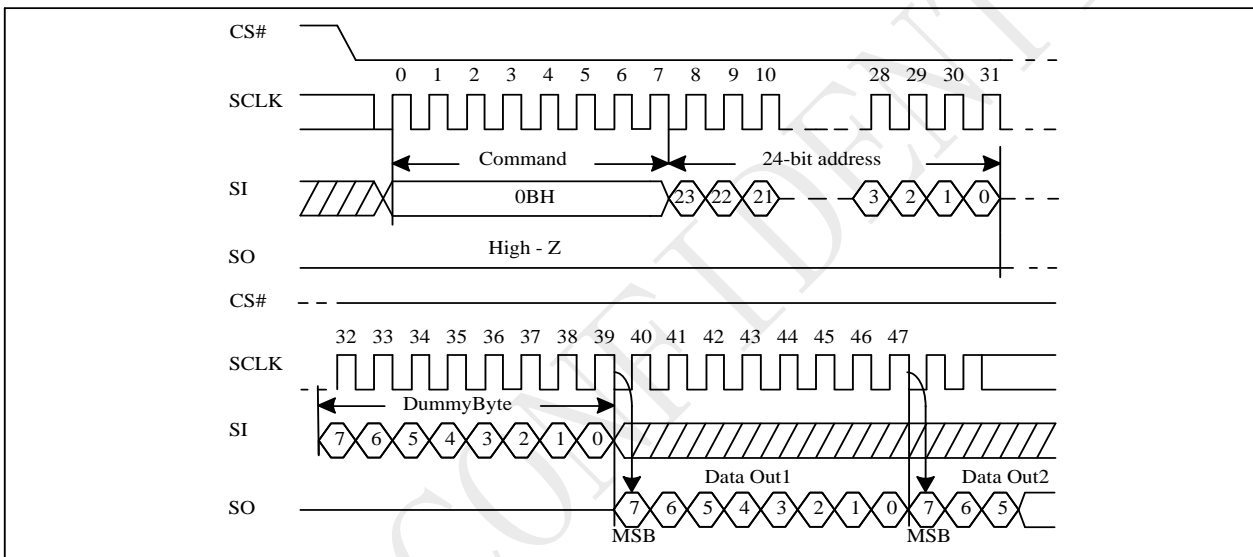 CS#
0 1 2 3 4 5 6 7 8 9 10 28 29 30 31
SCLK
Command 24-bit address
SI 0BH 23 22 21 3 2 1 0
High - Z
SO
CS#
32 33 34 35 36 37 38 39 40 41 42 43 44 45 46 47
SCLK
DummyByte
SI 7 6 5 4 3 2 1 0
Data Out1 Data Out2
SO 7 6 5 4 3 2 1 0 7 6 5
MSB MSB
CONFIDENT